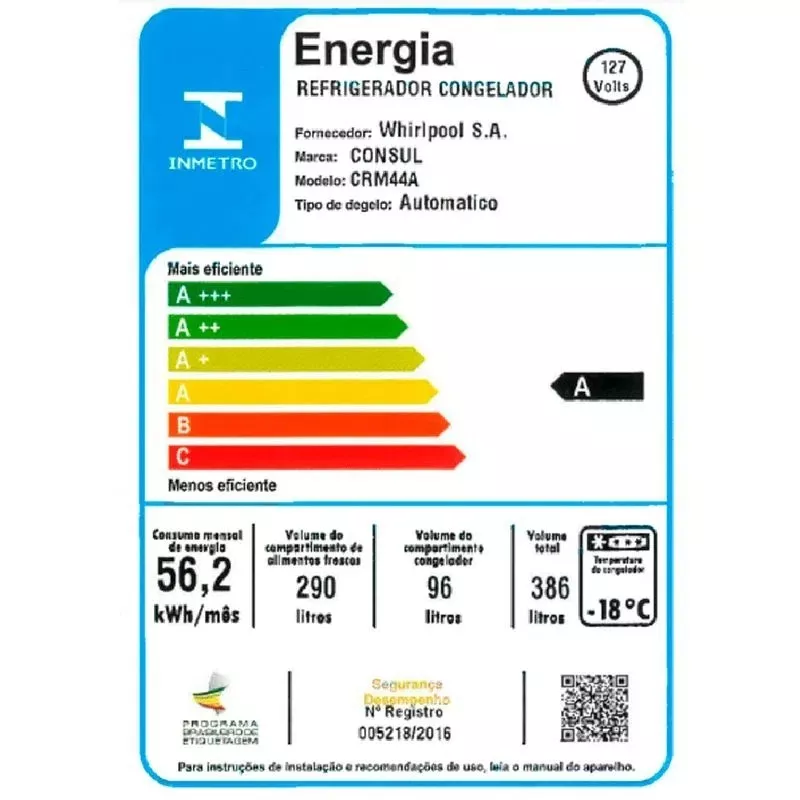 Energia
REFRIGERADOR CONGELADOR
127
Volts
INMETRO
Fornecedor: Whirlpool S.A.
Marca: CONSUL
Modelo: CRM44A
Tipo de degelo: Automatico
Mais eficiente
A +++
A ++
A +
A
A
B
C
Menos eficiente
Consumo mensal
de energia
56,2
kWh/mês
Volume do
compartimento de
alimentos frescos
290
litros
Volume do
compartimento
congelador
96
litros
Volume
total
386
litros
Temperatura
do congelador
-18°C
PROGRAMA
BRASILEIRO DE
ETIQUETAGEM
Segurança
Desempenho
Nº Registro
005218/2016
Para instruções de instalação e recomendações de uso, leia o manual do aparelho.